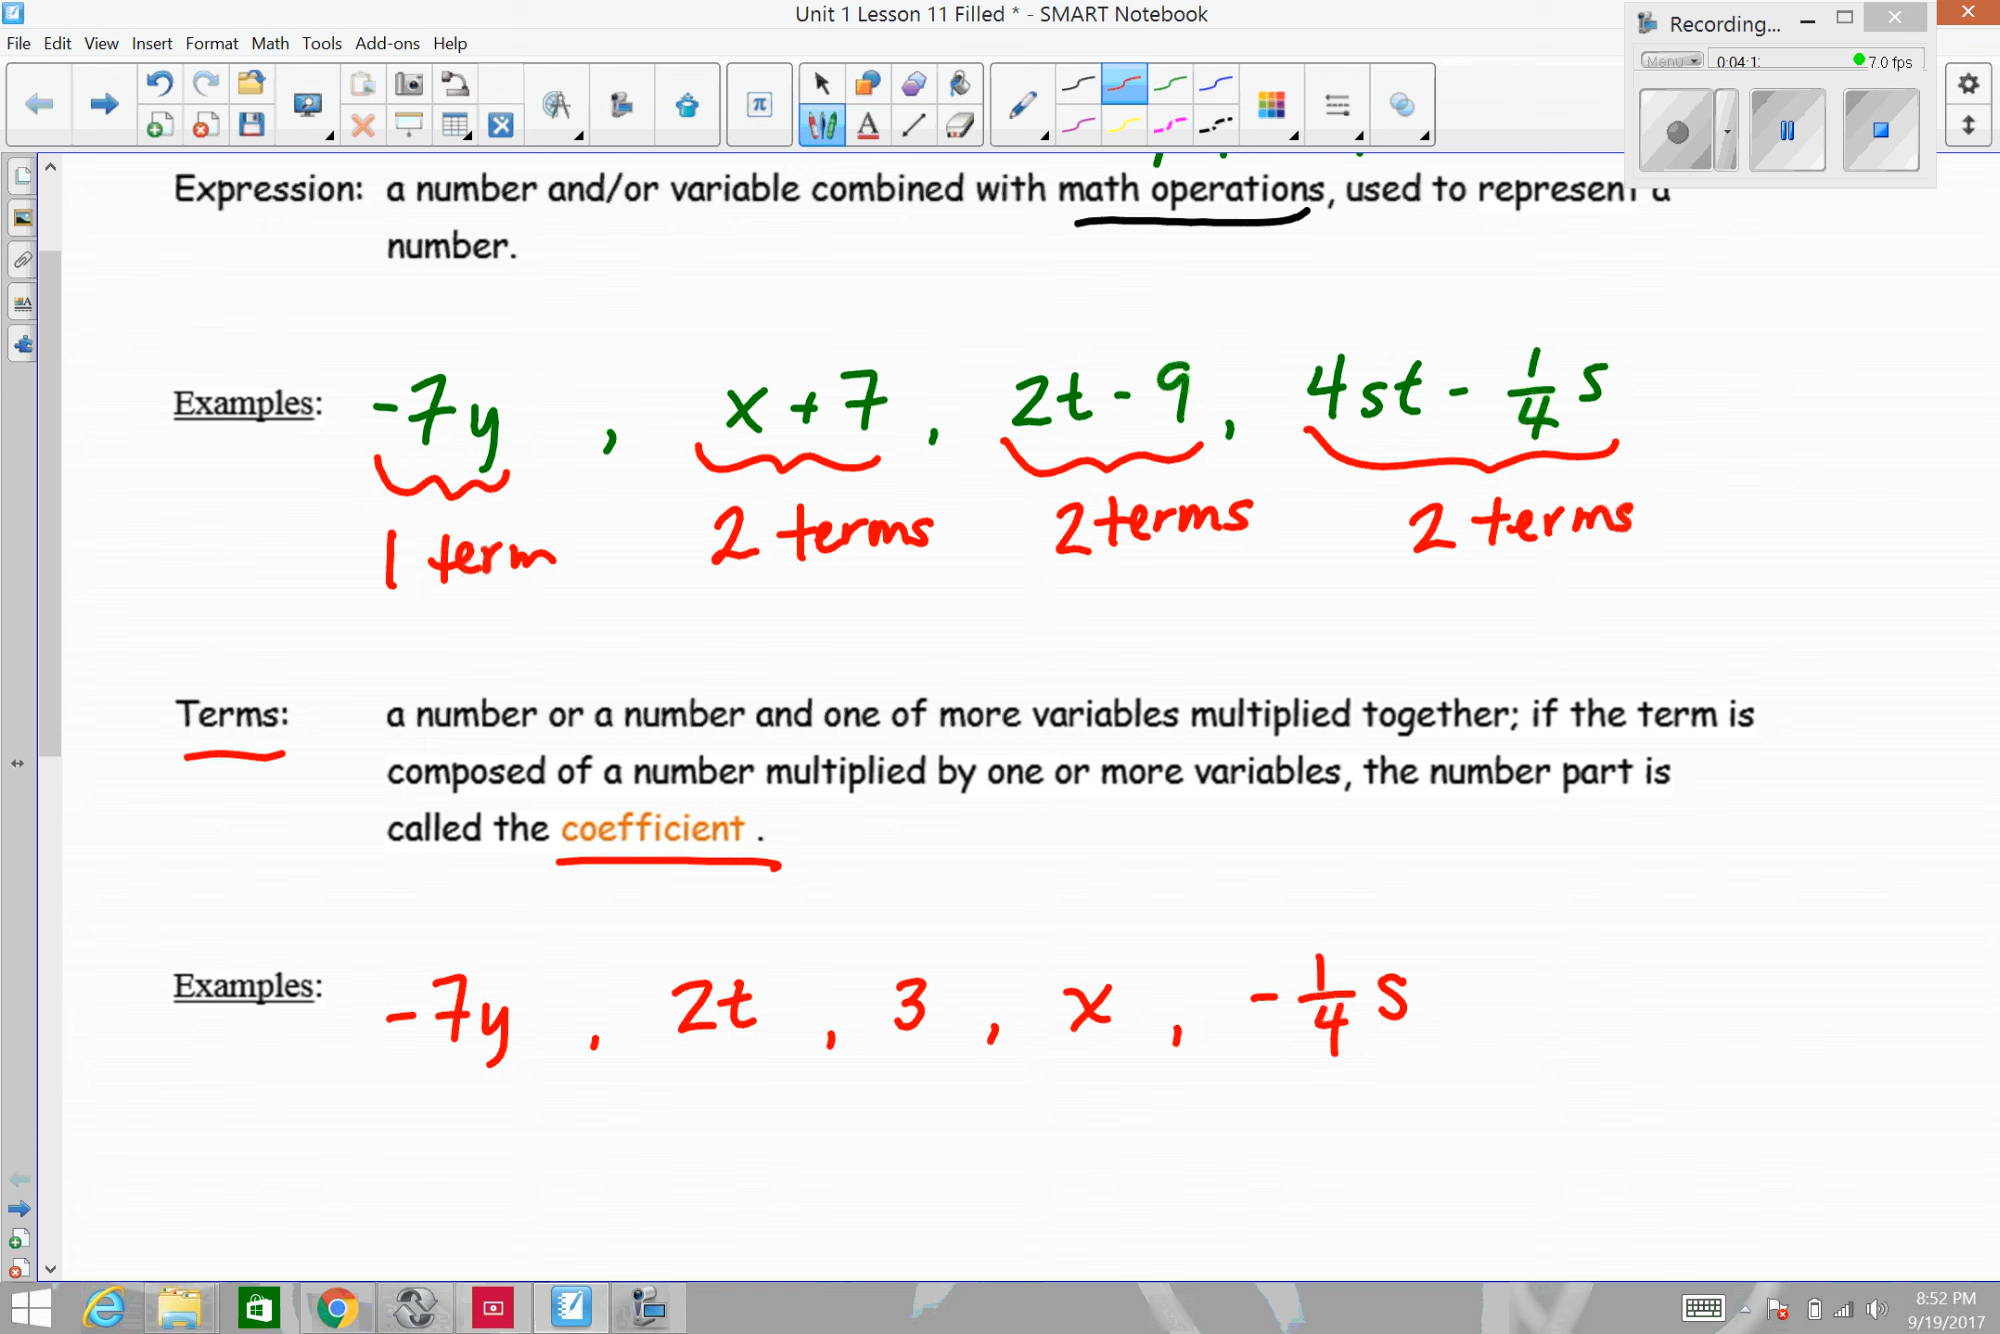 Unit 1 Lesson 11 Filled * - SMART Notebook
Recording...
File Edit View Insert Format Math Tools Add-ons Help
Menu 0:04:1 7.0 fps
Expression: a number and/or variable combined with math operations, used to represent a
number.
Examples: -7y , x + 7 , 2t - 9 , 4st - 1/4 s
1 term 2 terms 2 terms 2 terms
Terms: a number or a number and one of more variables multiplied together; if the term is
composed of a number multiplied by one or more variables, the number part is
called the coefficient .
Examples: -7y , 2t , 3 , x , - 1/4 s
8:52 PM
9/19/2017